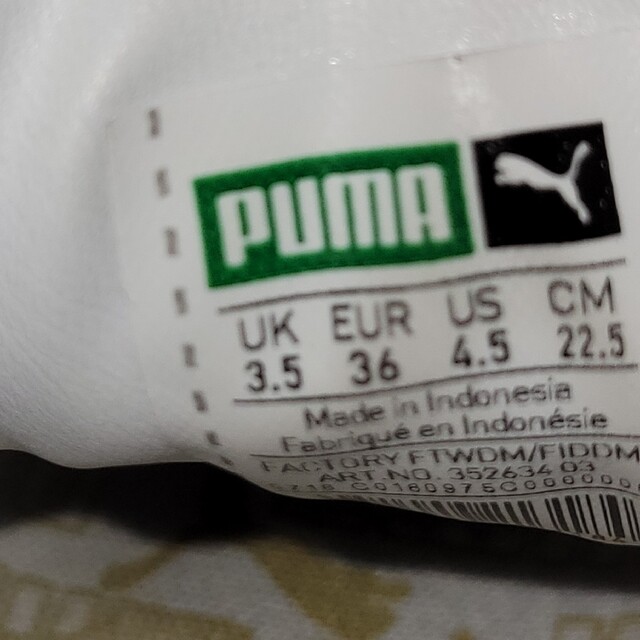 PUMA
UK EUR US CM
3.5 36 4.5 22.5
Made in Indonesia
Fabriqué en Indonésie
FACTORY FTWDM/FIDDM
ART NO. 352634 03